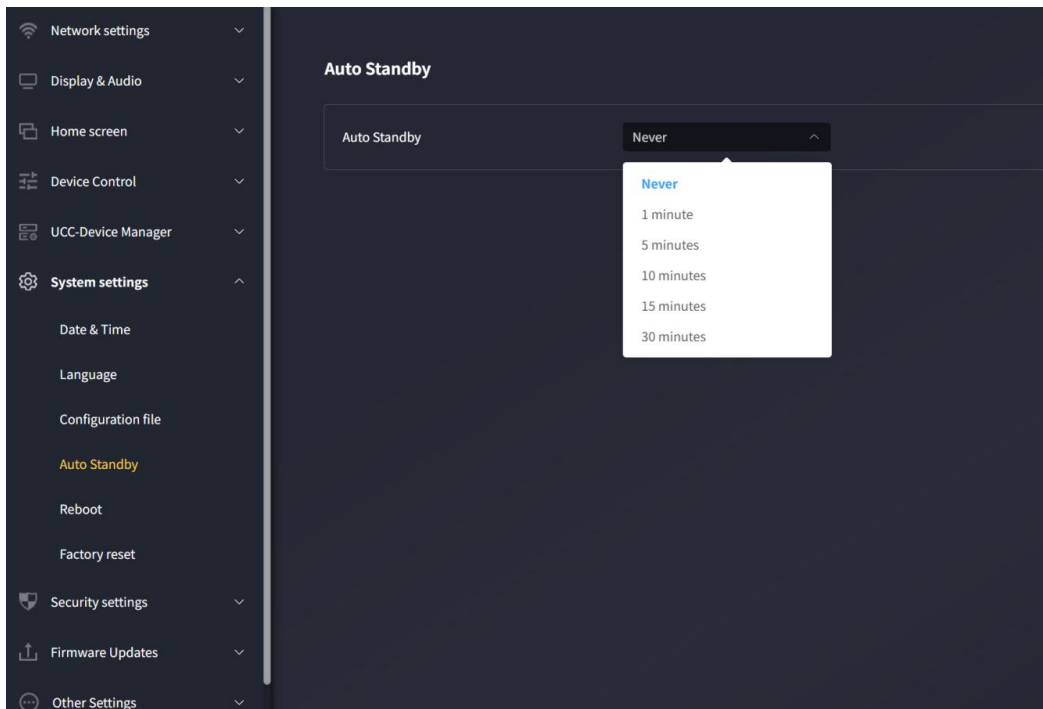 Network settings
Display & Audio
Home screen
Device Control
UCC-Device Manager
System settings
Date & Time
Language
Configuration file
Auto Standby
Reboot
Factory reset
Security settings
Firmware Updates
Other Settings
Auto Standby
Auto Standby
Never
Never
1 minute
5 minutes
10 minutes
15 minutes
30 minutes